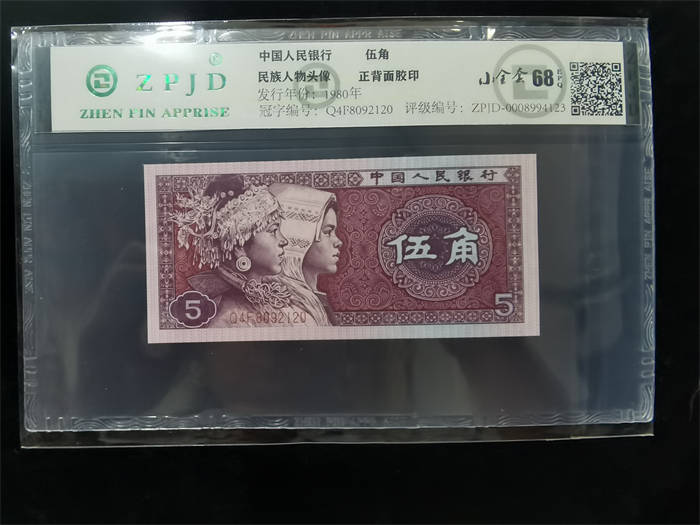 ZPJD
ZHEN FIN APPRISE
中国人民银行 伍角
民族人物头像 正背面胶印
发行年份：1980年
冠字编号：Q4F8092120 评级编号：ZPJD-0008994123
68 EPQ
中国人民银行
伍角
5 5
Q4F8092120